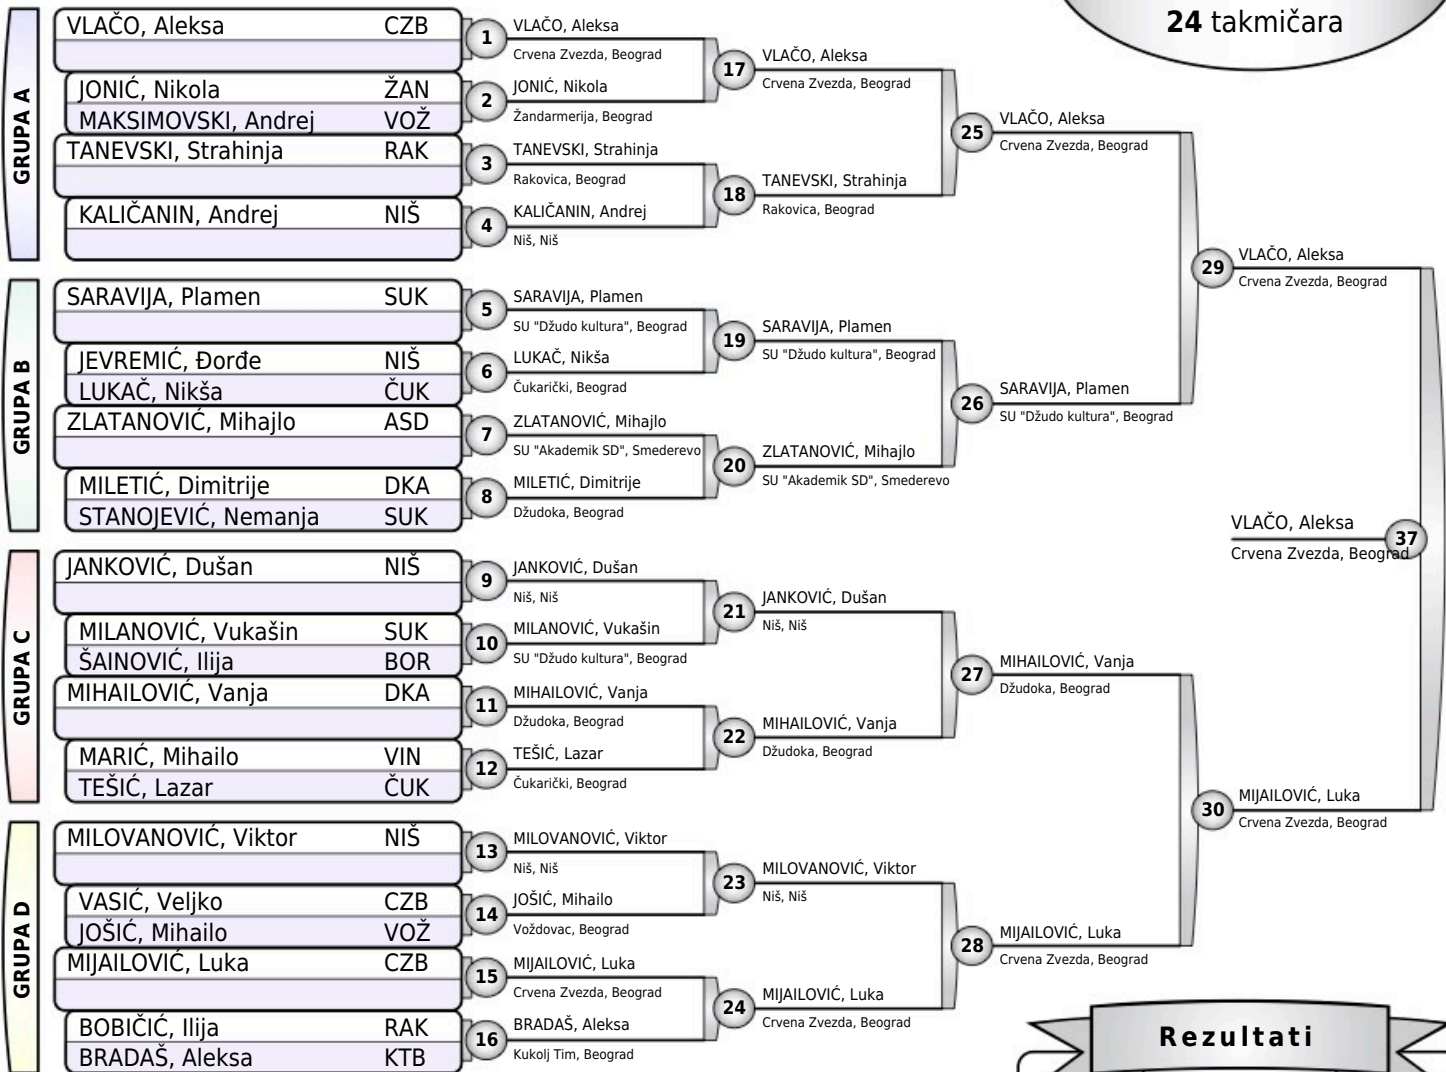 24 takmičara
GRUPA A
VLAČO, Aleksa CZB
JONIĆ, Nikola ŽAN
MAKSIMOVSKI, Andrej VOŽ
TANEVSKI, Strahinja RAK
KALIČANIN, Andrej NIŠ
GRUPA B
SARAVIJA, Plamen SUK
JEVREMIĆ, Đorđe NIŠ
LUKAČ, Nikša ČUK
ZLATANOVIĆ, Mihajlo ASD
MILETIĆ, Dimitrije DKA
STANOJEVIĆ, Nemanja SUK
GRUPA C
JANKOVIĆ, Dušan NIŠ
MILANOVIĆ, Vukašin SUK
ŠAINOVIĆ, Ilija BOR
MIHAILOVIĆ, Vanja DKA
MARIĆ, Mihailo VIN
TEŠIĆ, Lazar ČUK
GRUPA D
MILOVANOVIĆ, Viktor NIŠ
VASIĆ, Veljko CZB
JOŠIĆ, Mihailo VOŽ
MIJAILOVIĆ, Luka CZB
BOBIČIĆ, Ilija RAK
BRADAŠ, Aleksa KTB
1 VLAČO, Aleksa
Crvena Zvezda, Beograd
2 JONIĆ, Nikola
Žandarmerija, Beograd
3 TANEVSKI, Strahinja
Rakovica, Beograd
4 KALIČANIN, Andrej
Niš, Niš
5 SARAVIJA, Plamen
SU "Džudo kultura", Beograd
6 LUKAČ, Nikša
Čukarički, Beograd
7 ZLATANOVIĆ, Mihajlo
SU "Akademik SD", Smederevo
8 MILETIĆ, Dimitrije
Džudoka, Beograd
9 JANKOVIĆ, Dušan
Niš, Niš
10 MILANOVIĆ, Vukašin
SU "Džudo kultura", Beograd
11 MIHAILOVIĆ, Vanja
Džudoka, Beograd
12 TEŠIĆ, Lazar
Čukarički, Beograd
13 MILOVANOVIĆ, Viktor
Niš, Niš
14 JOŠIĆ, Mihailo
Voždovac, Beograd
15 MIJAILOVIĆ, Luka
Crvena Zvezda, Beograd
16 BRADAŠ, Aleksa
Kukolj Tim, Beograd
17 VLAČO, Aleksa
Crvena Zvezda, Beograd
18 TANEVSKI, Strahinja
Rakovica, Beograd
19 SARAVIJA, Plamen
SU "Džudo kultura", Beograd
20 ZLATANOVIĆ, Mihajlo
SU "Akademik SD", Smederevo
21 JANKOVIĆ, Dušan
Niš, Niš
22 MIHAILOVIĆ, Vanja
Džudoka, Beograd
23 MILOVANOVIĆ, Viktor
Niš, Niš
24 MIJAILOVIĆ, Luka
Crvena Zvezda, Beograd
25 VLAČO, Aleksa
Crvena Zvezda, Beograd
26 SARAVIJA, Plamen
SU "Džudo kultura", Beograd
27 MIHAILOVIĆ, Vanja
Džudoka, Beograd
28 MIJAILOVIĆ, Luka
Crvena Zvezda, Beograd
29 VLAČO, Aleksa
Crvena Zvezda, Beograd
30 MIJAILOVIĆ, Luka
Crvena Zvezda, Beograd
VLAČO, Aleksa 37
Crvena Zvezda, Beograd
Rezultati